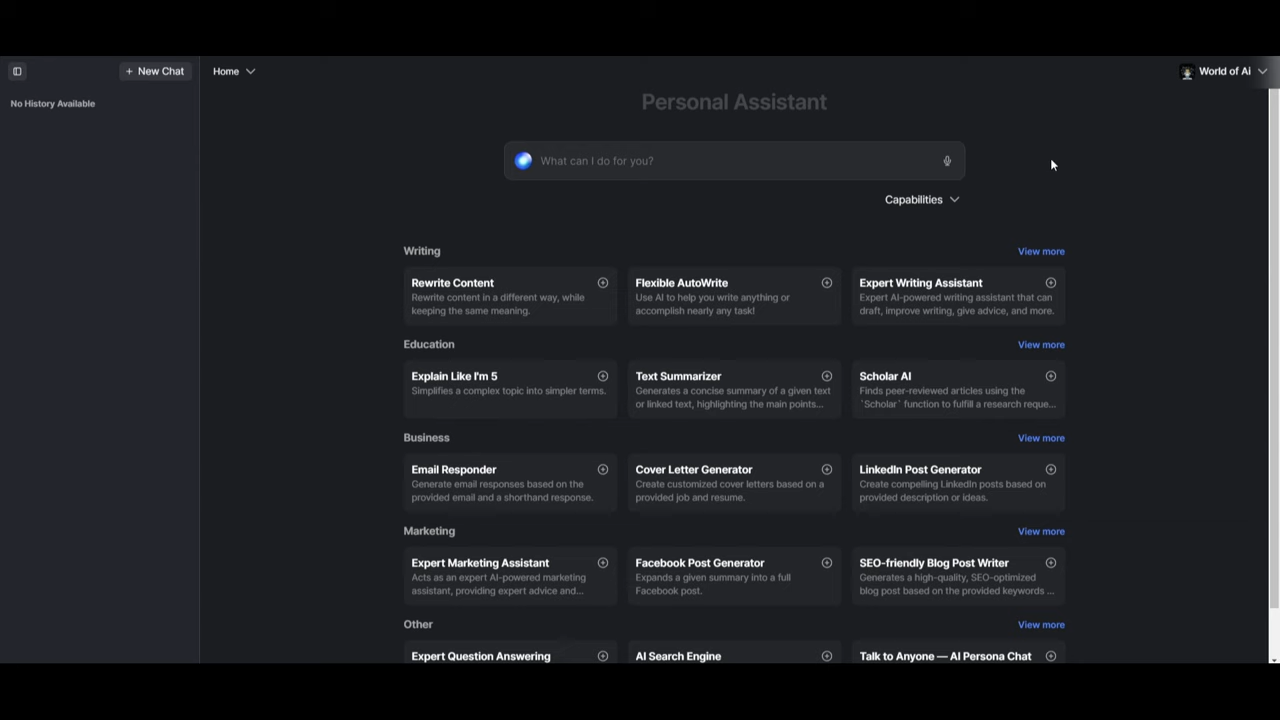 New Chat
Home
World of Ai
No History Available
Personal Assistant
What can I do for you?
Capabilities
Writing
View more
Rewrite Content
Rewrite content in a different way, while
keeping the same meaning.
Flexible AutoWrite
Use AI to help you write anything or
accomplish nearly any task!
Expert Writing Assistant
Expert AI-powered writing assistant that can
draft, improve writing, give advice, and more.
Education
View more
Explain Like I'm 5
Simplifies a complex topic into simpler terms.
Text Summarizer
Generates a concise summary of a given text
or linked text, highlighting the main points...
Scholar AI
Finds peer-reviewed articles using the
`Scholar` function to fulfill a research reque...
Business
View more
Email Responder
Generate email responses based on the
provided email and a shorthand response.
Cover Letter Generator
Create customized cover letters based on a
provided job and resume.
LinkedIn Post Generator
Create compelling LinkedIn posts based on
provided description or ideas.
Marketing
View more
Expert Marketing Assistant
Acts as an expert AI-powered marketing
assistant, providing expert advice and...
Facebook Post Generator
Expands a given summary into a full
Facebook post.
SEO-friendly Blog Post Writer
Generates a high-quality, SEO-optimized
blog post based on the provided keywords ...
Other
View more
Expert Question Answering
AI Search Engine
Talk to Anyone — AI Persona Chat